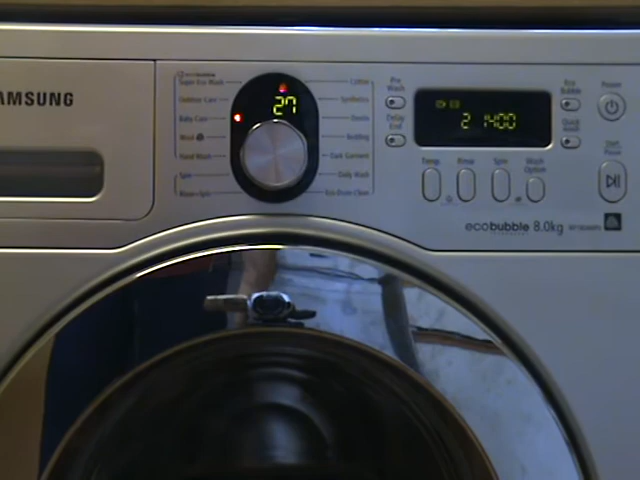 SAMSUNG
Super Eco Wash
Outdoor Care
Baby Care
Wool
Hand Wash
Spin
Rinse+Spin
27
Cotton
Synthetics
Denim
Bedding
Dark Garment
Daily Wash
Eco Drum Clean
Pre Wash
Delay End
2 1400
Eco Bubble
Quick Wash
Power
Temp.
Rinse
Spin
Wash Option
Start Pause
ecobubble 8.0kg